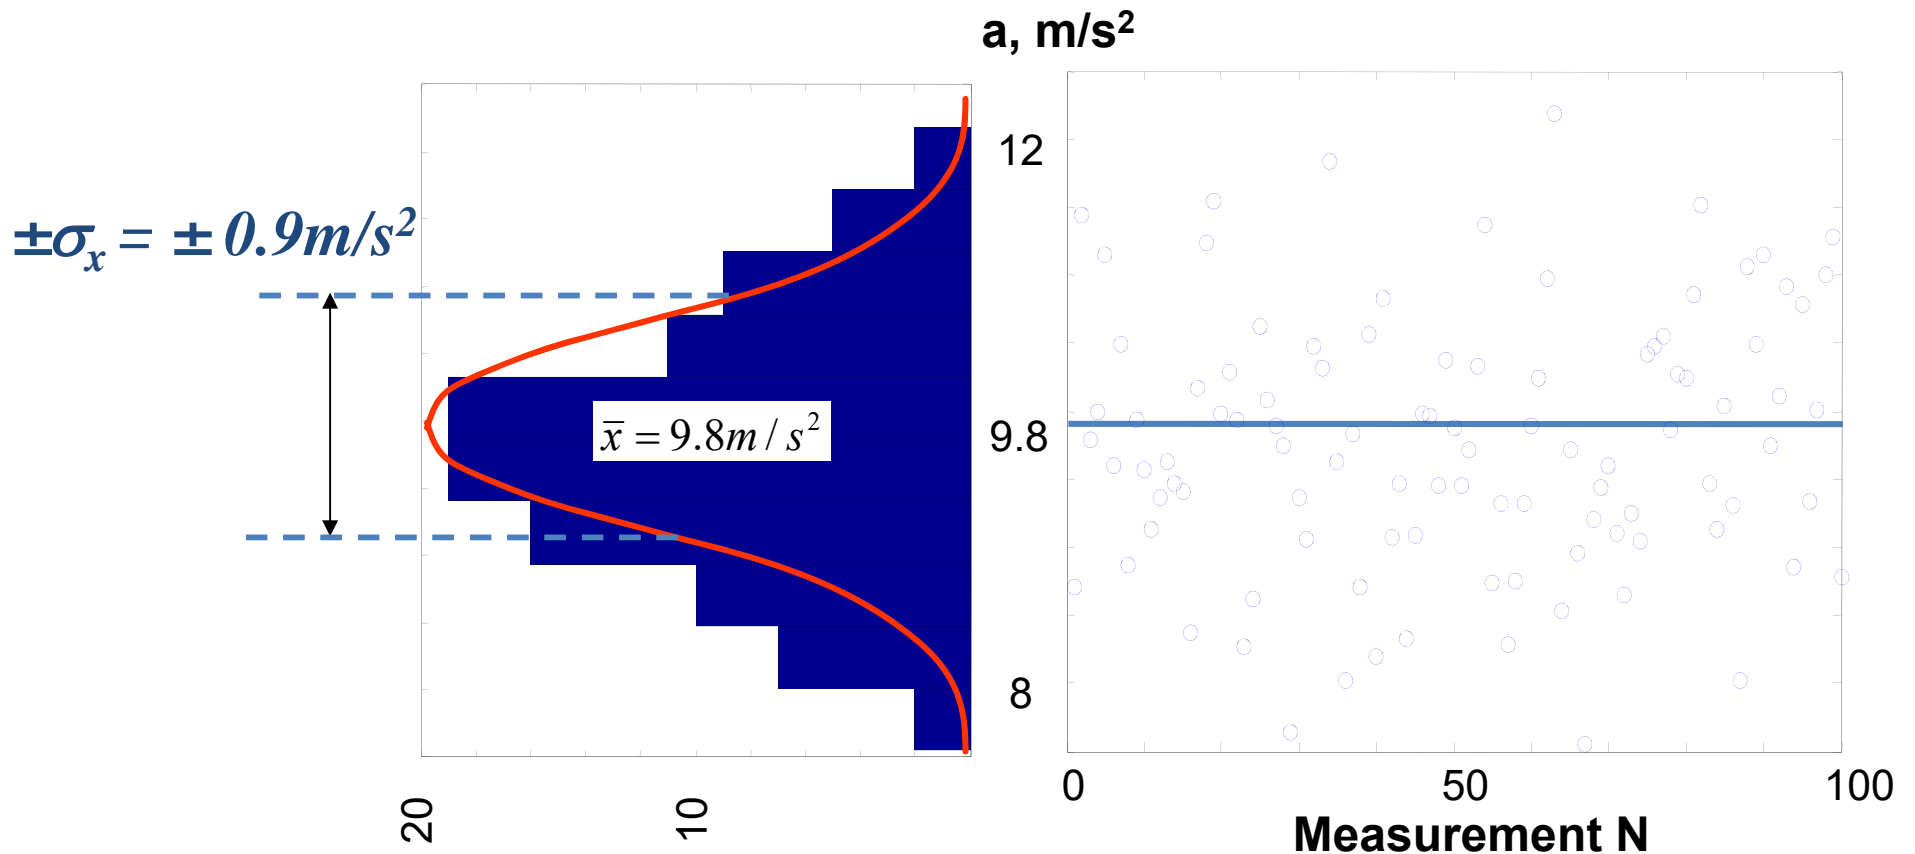 a, m/s²
±σₓ = ± 0.9m/s²
x̅ = 9.8m / s²
12
9.8
8
20
10
0
50
100
Measurement N